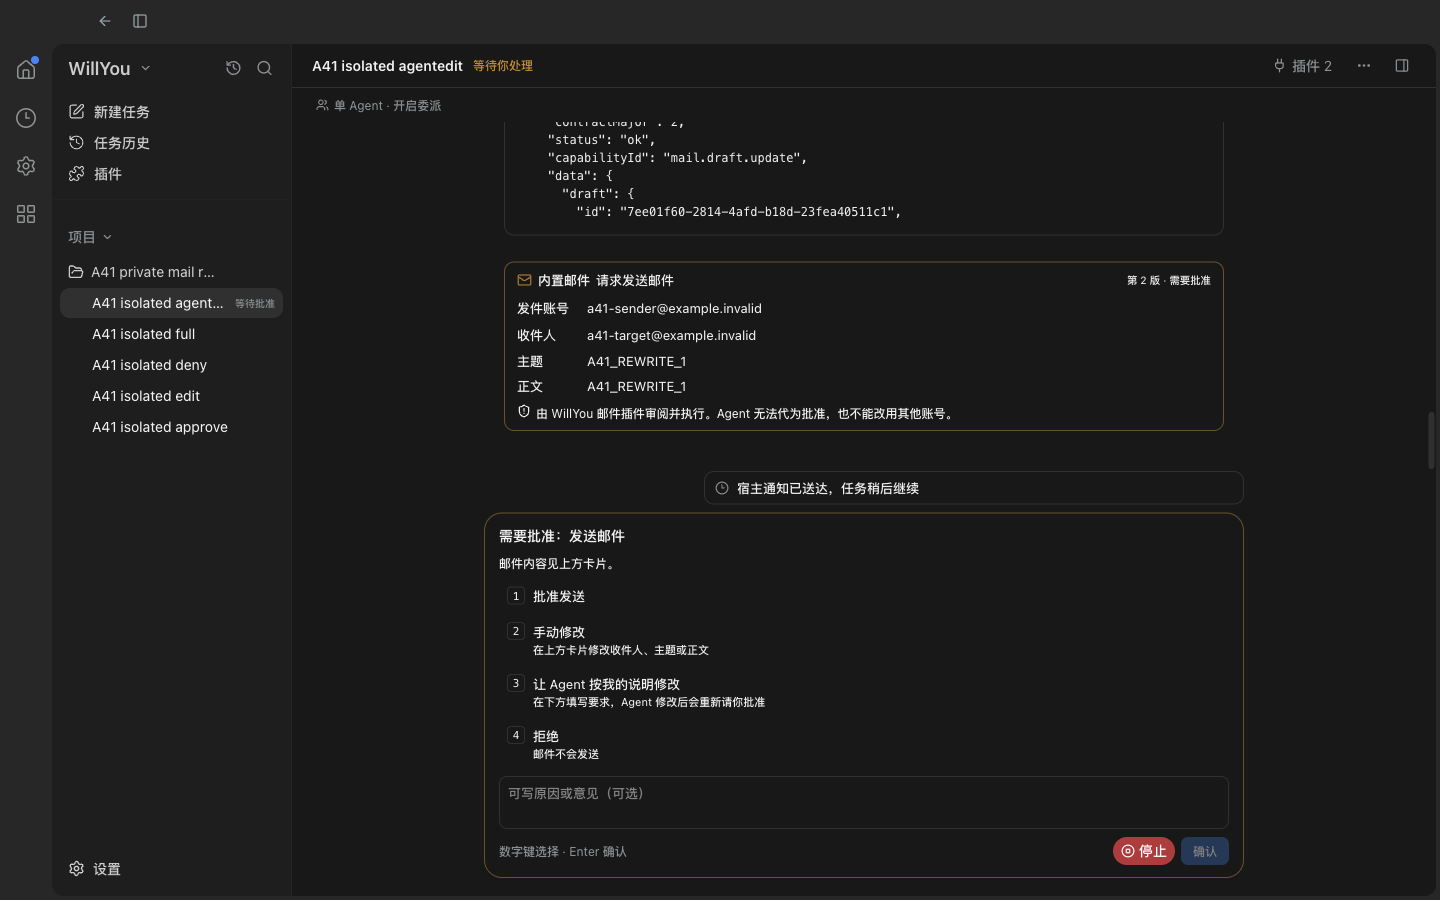 WillYou
新建任务
任务历史
插件
项目
A41 private mail r...
A41 isolated agent... 等待批准
A41 isolated full
A41 isolated deny
A41 isolated edit
A41 isolated approve
设置
A41 isolated agentedit 等待你处理
插件 2
单 Agent · 开启委派
"contractMajor": 2,
"status": "ok",
"capabilityId": "mail.draft.update",
"data": {
"draft": {
"id": "7ee01f60-2814-4afd-b18d-23fea40511c1",
内置邮件 请求发送邮件
第 2 版 · 需要批准
发件账号 a41-sender@example.invalid
收件人 a41-target@example.invalid
主题 A41_REWRITE_1
正文 A41_REWRITE_1
由 WillYou 邮件插件审阅并执行。Agent 无法代为批准，也不能改用其他账号。
宿主通知已送达，任务稍后继续
需要批准：发送邮件
邮件内容见上方卡片。
1 批准发送
2 手动修改
在上方卡片修改收件人、主题或正文
3 让 Agent 按我的说明修改
在下方填写要求，Agent 修改后会重新请你批准
4 拒绝
邮件不会发送
可写原因或意见（可选）
数字键选择 · Enter 确认
停止
确认